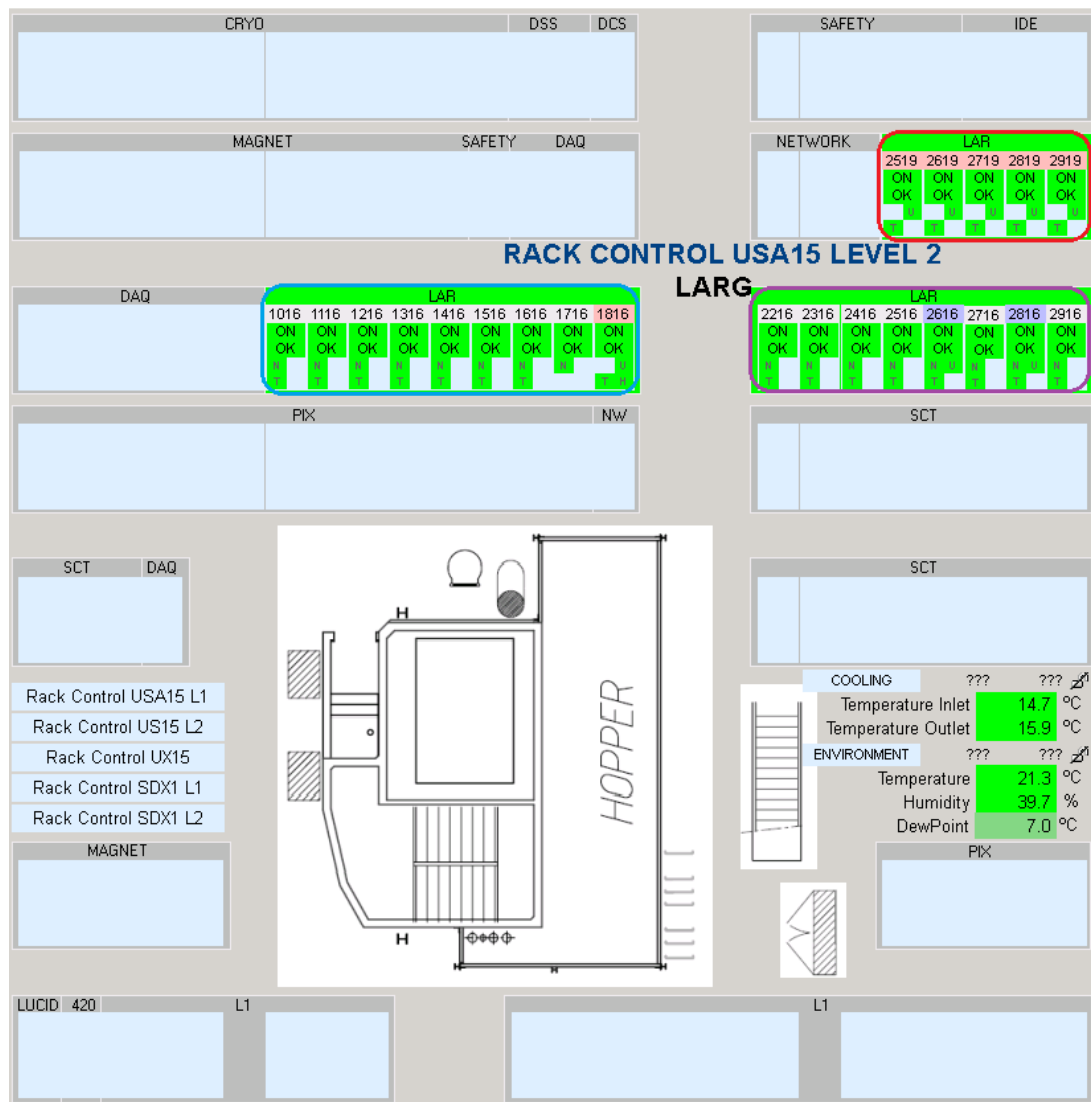 CRYO DSS DCS SAFETY IDE
MAGNET SAFETY DAQ NETWORK LAR
2519 2619 2719 2819 2919
ON ON ON ON ON
OK OK OK OK OK
U U U U U
T T T T T
RACK CONTROL USA15 LEVEL 2
LARG
DAQ LAR LAR
1016 1116 1216 1316 1416 1516 1616 1716 1816 2216 2316 2416 2516 2616 2716 2816 2916
ON ON ON ON ON ON ON ON ON ON ON ON ON ON ON ON ON
OK OK OK OK OK OK OK OK OK OK OK OK OK OK OK OK OK
N N N N N N N N U N N N N N U N N U N
T T T T T T T T H T T T T T T T T
PIX NW SCT
SCT DAQ SCT
H
HOPPER
Rack Control USA15 L1
Rack Control US15 L2
Rack Control UX15
Rack Control SDX1 L1
Rack Control SDX1 L2
COOLING ??? ???
Temperature Inlet 14.7 ºC
Temperature Outlet 15.9 ºC
ENVIRONMENT ??? ???
Temperature 21.3 ºC
Humidity 39.7 %
DewPoint 7.0 ºC
MAGNET PIX
H
H
LUCID 420 L1 L1